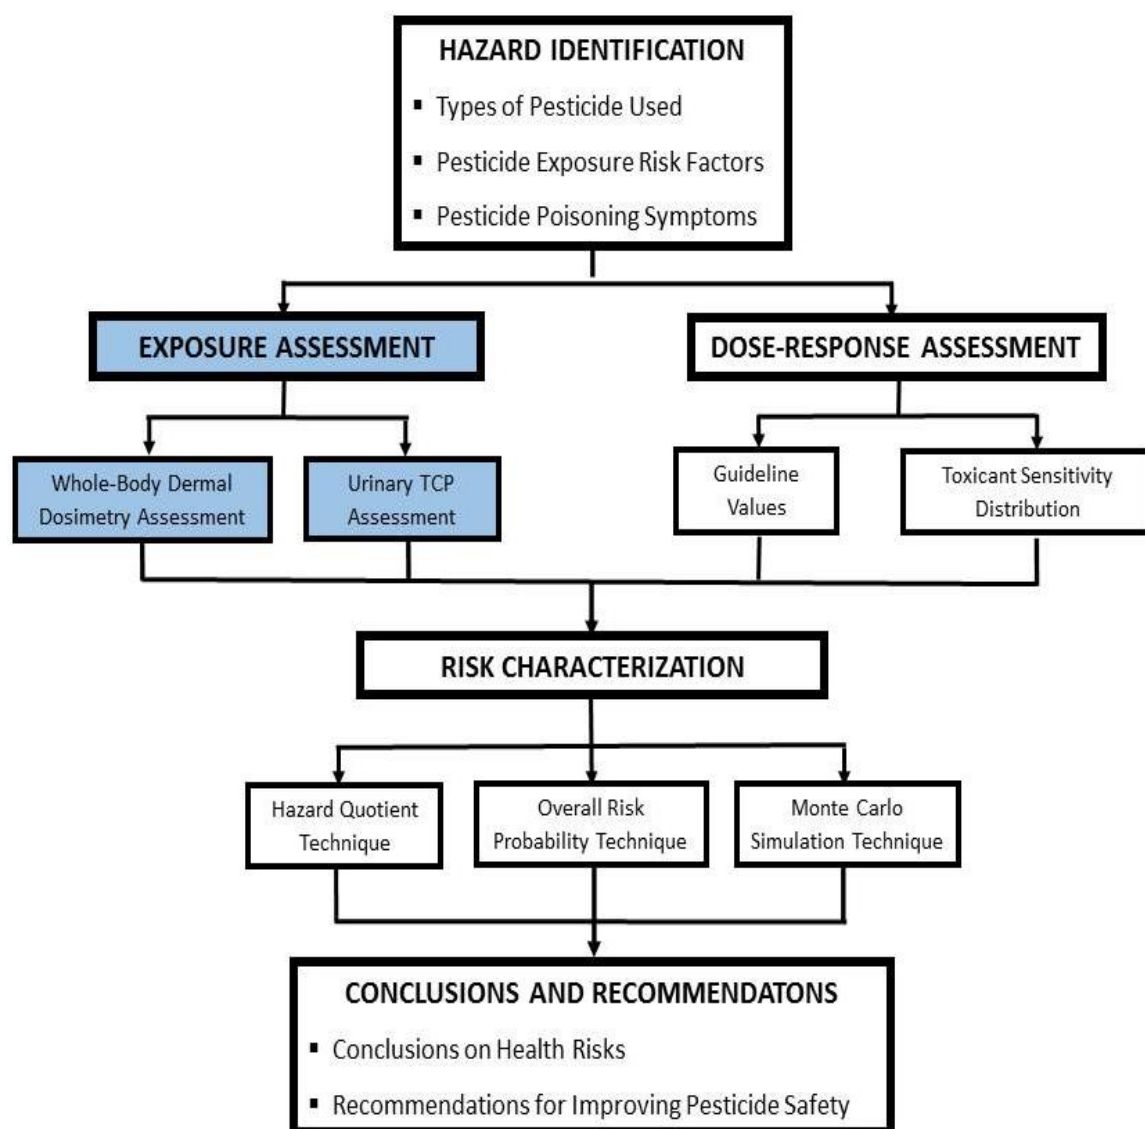 HAZARD IDENTIFICATION
▪ Types of Pesticide Used
▪ Pesticide Exposure Risk Factors
▪ Pesticide Poisoning Symptoms
EXPOSURE ASSESSMENT
DOSE-RESPONSE ASSESSMENT
Whole-Body Dermal
Dosimetry Assessment
Urinary TCP
Assessment
Guideline
Values
Toxicant Sensitivity
Distribution
RISK CHARACTERIZATION
Hazard Quotient
Technique
Overall Risk
Probability Technique
Monte Carlo
Simulation Technique
CONCLUSIONS AND RECOMMENDATONS
▪ Conclusions on Health Risks
▪ Recommendations for Improving Pesticide Safety